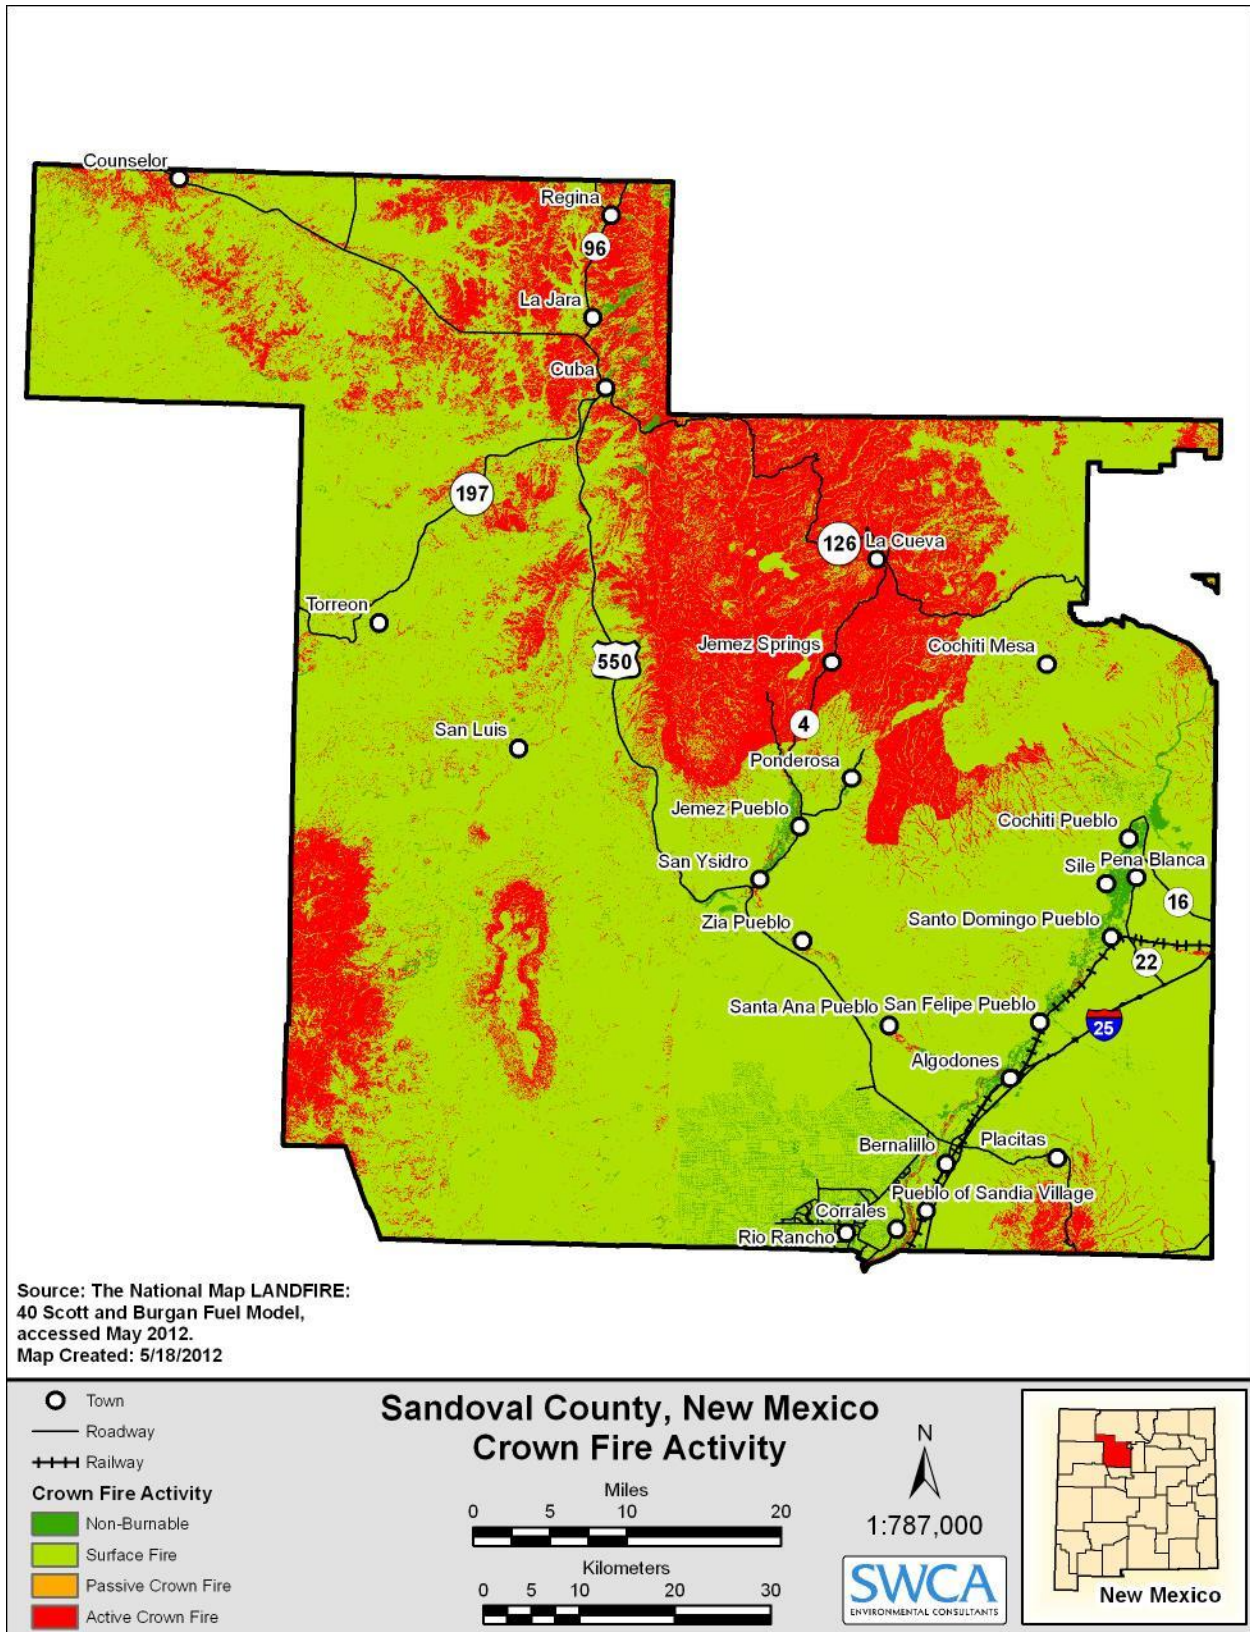 Counselor
Regina
96
La Jara
Cuba
197
126
La Cueva
Torreon
550
Jemez Springs
Cochiti Mesa
4
San Luis
Ponderosa
Jemez Pueblo
Cochiti Pueblo
San Ysidro
Sile
Pena Blanca
16
Zia Pueblo
Santo Domingo Pueblo
22
Santa Ana Pueblo
San Felipe Pueblo
25
Algodones
Bernalillo
Placitas
Pueblo of Sandia Village
Corrales
Rio Rancho
Source: The National Map LANDFIRE:
40 Scott and Burgan Fuel Model,
accessed May 2012.
Map Created: 5/18/2012
Town
Roadway
Railway
Crown Fire Activity
Non-Burnable
Surface Fire
Passive Crown Fire
Active Crown Fire
Sandoval County, New Mexico
Crown Fire Activity
Miles
0 5 10 20
Kilometers
0 5 10 20 30
N
1:787,000
SWCA
ENVIRONMENTAL CONSULTANTS
New Mexico